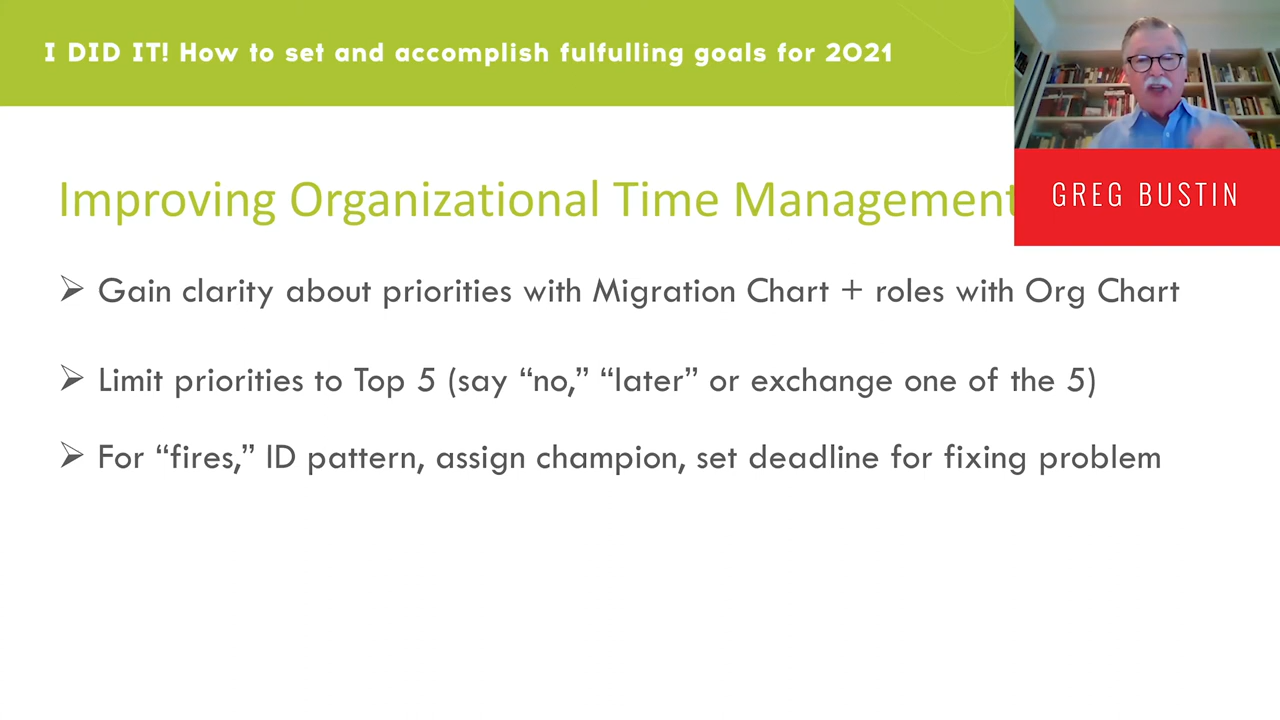 I DID IT! How to set and accomplish fulfulling goals for 2021
GREG BUSTIN
Improving Organizational Time Management
➢ Gain clarity about priorities with Migration Chart + roles with Org Chart
➢ Limit priorities to Top 5 (say “no,” “later” or exchange one of the 5)
➢ For “fires,” ID pattern, assign champion, set deadline for fixing problem